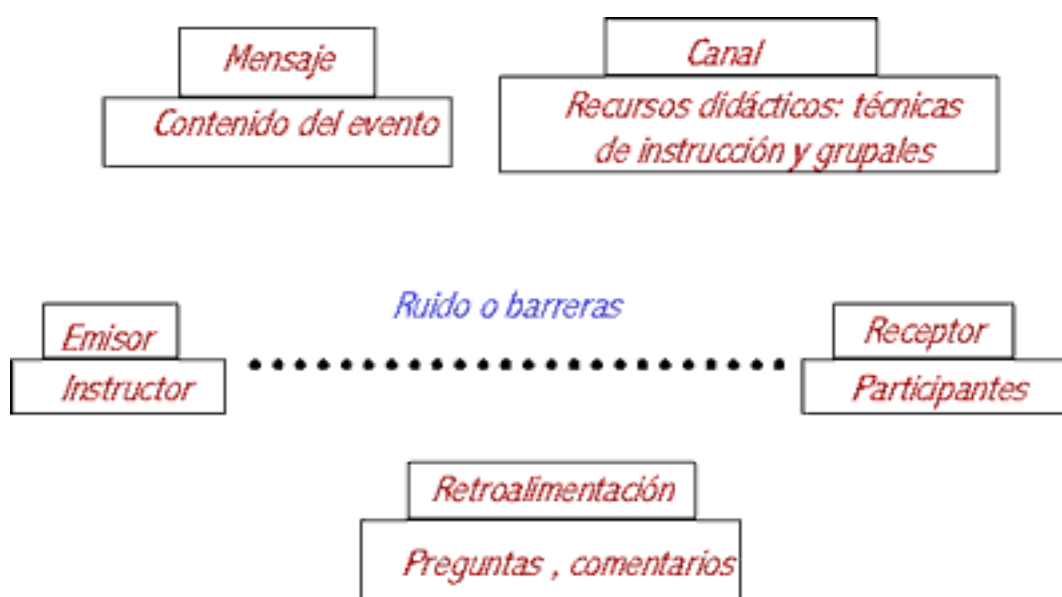 Mensaje
Contenido del evento
Canal
Recursos didácticos: técnicas
de instrucción y grupales
Ruido o barreras
Emisor
Instructor
Receptor
Participantes
Retroalimentación
Preguntas , comentarios